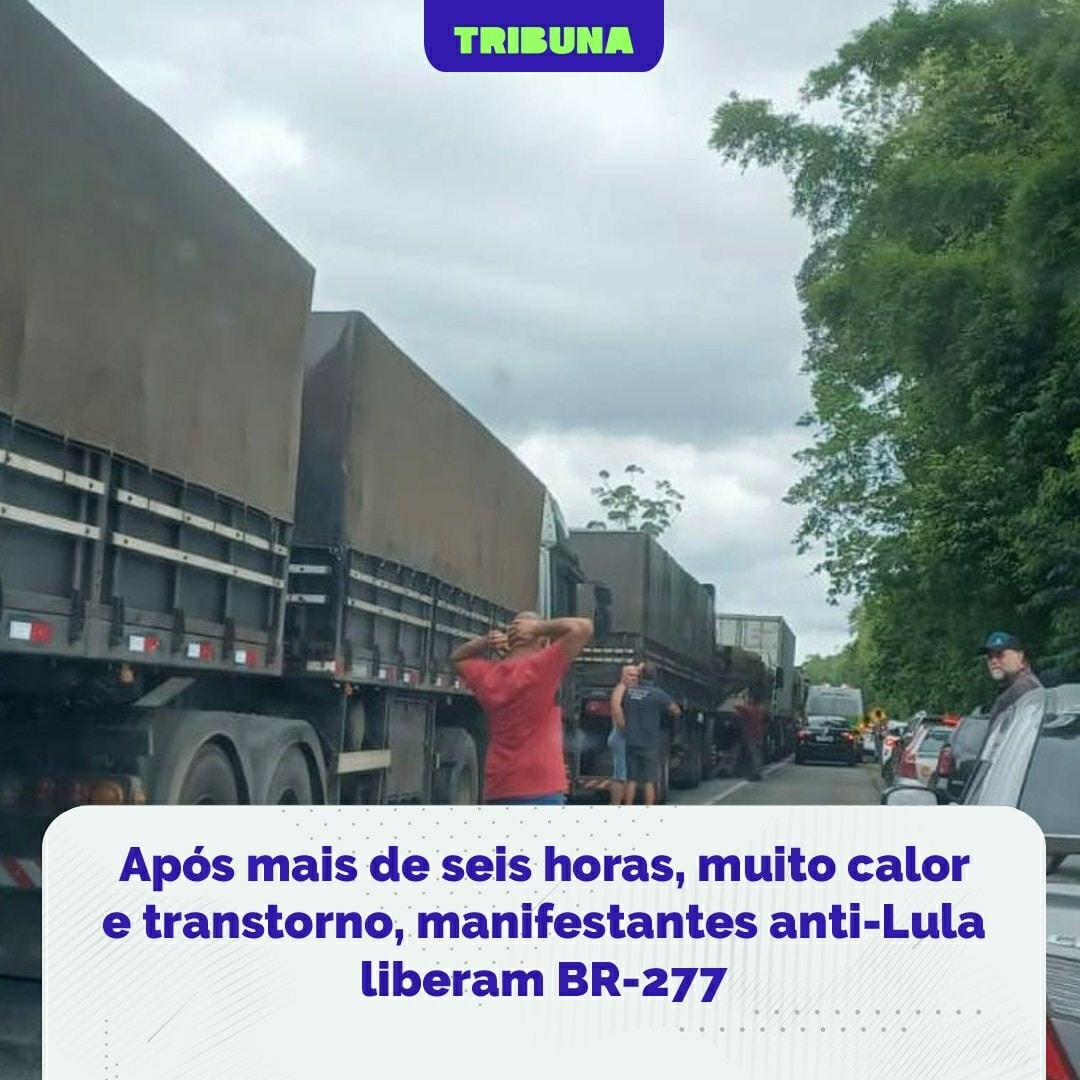 TRIBUNA
Após mais de seis horas, muito calor
e transtorno, manifestantes anti-Lula
liberam BR-277